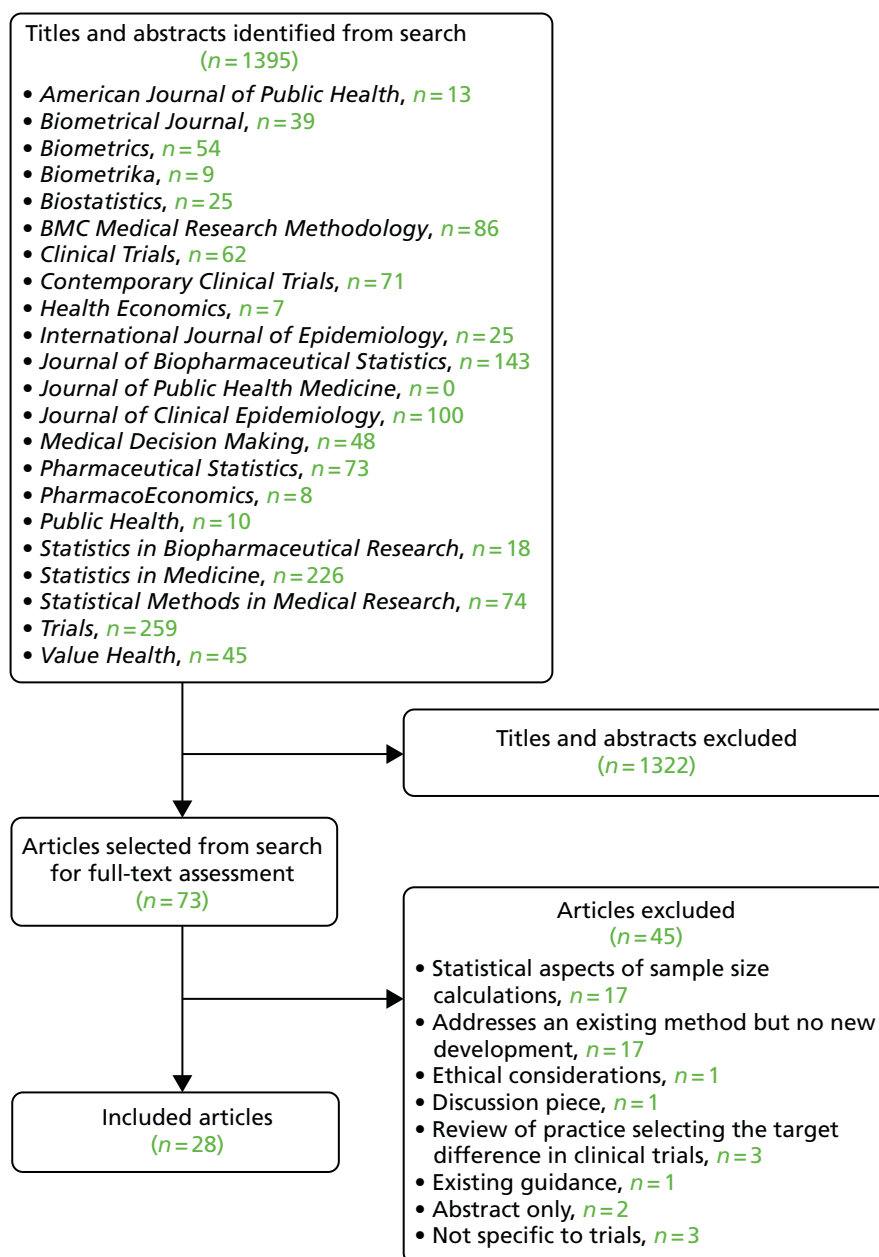 Titles and abstracts identified from search
(n = 1395)
• American Journal of Public Health, n = 13
• Biometrical Journal, n = 39
• Biometrics, n = 54
• Biometrika, n = 9
• Biostatistics, n = 25
• BMC Medical Research Methodology, n = 86
• Clinical Trials, n = 62
• Contemporary Clinical Trials, n = 71
• Health Economics, n = 7
• International Journal of Epidemiology, n = 25
• Journal of Biopharmaceutical Statistics, n = 143
• Journal of Public Health Medicine, n = 0
• Journal of Clinical Epidemiology, n = 100
• Medical Decision Making, n = 48
• Pharmaceutical Statistics, n = 73
• PharmacoEconomics, n = 8
• Public Health, n = 10
• Statistics in Biopharmaceutical Research, n = 18
• Statistics in Medicine, n = 226
• Statistical Methods in Medical Research, n = 74
• Trials, n = 259
• Value Health, n = 45
Titles and abstracts excluded
(n = 1322)
Articles selected from search
for full-text assessment
(n = 73)
Articles excluded
(n = 45)
• Statistical aspects of sample size
calculations, n = 17
• Addresses an existing method but no new
development, n = 17
• Ethical considerations, n = 1
• Discussion piece, n = 1
• Review of practice selecting the target
difference in clinical trials, n = 3
• Existing guidance, n = 1
• Abstract only, n = 2
• Not specific to trials, n = 3
Included articles
(n = 28)